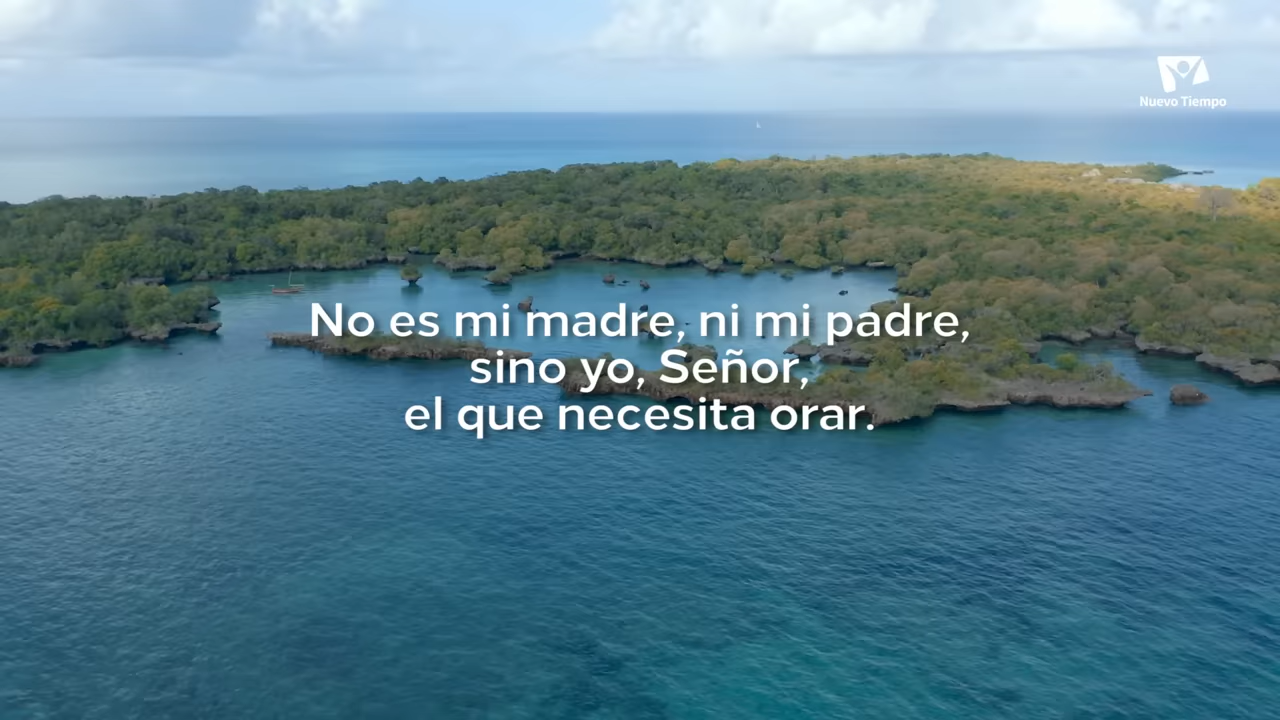 Nuevo Tiempo
No es mi madre, ni mi padre,
sino yo, Señor,
el que necesita orar.